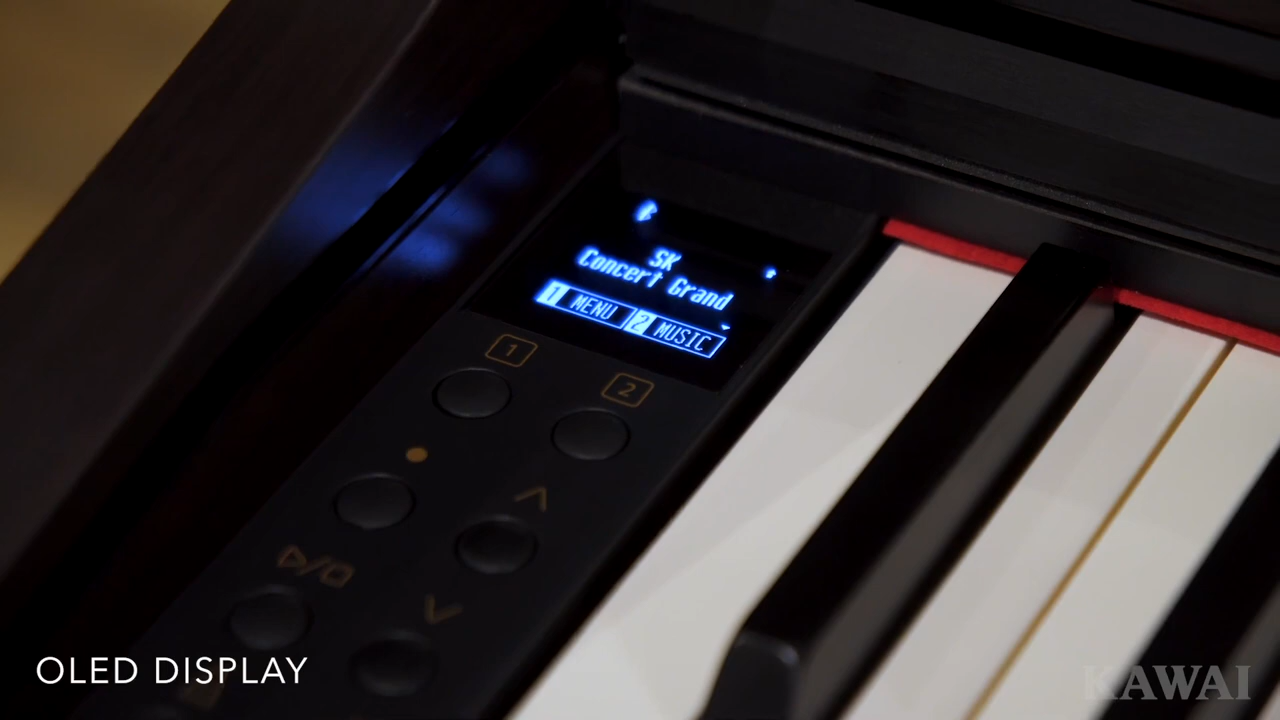 SK
Concert Grand
1 MENU 2 MUSIC
1
2
OLED DISPLAY
KAWAI